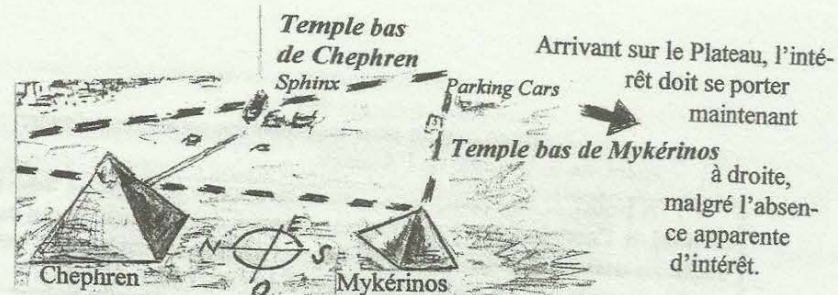 Temple bas
de Chephren
Sphinx
Parking Cars
Arrivant sur le Plateau, l'inté-
rêt doit se porter
maintenant
Temple bas de Mykérinos
à droite,
malgré l'absen-
ce apparente
d'intérêt.
N
E
S
O
Chephren
Mykérinos